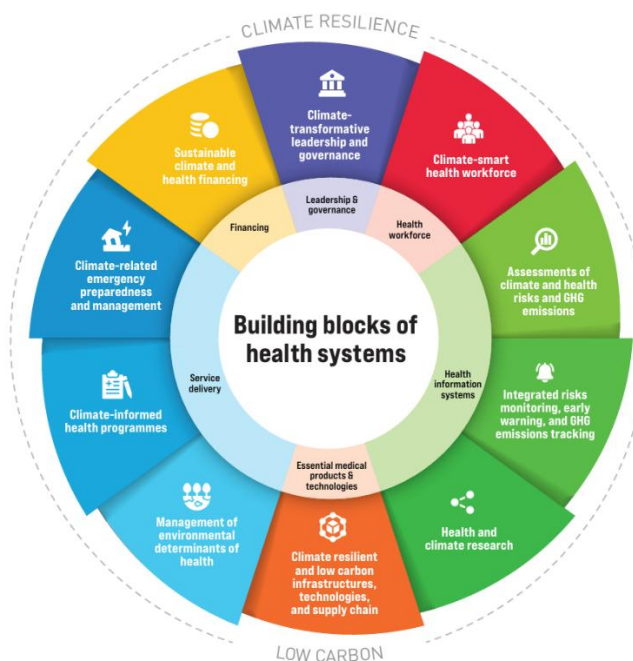 CLIMATE RESILIENCE
Climate-
transformative
leadership and
governance
Climate-smart
health workforce
Assessments of
climate and health
risks and GHG
emissions
Integrated risks
monitoring, early
warning, and GHG
emissions tracking
Health and
climate research
Climate resilient
and low carbon
infrastructures,
technologies,
and supply chain
Management of
environmental
determinants of
health
Climate-informed
health programmes
Climate-related
emergency
preparedness
and management
Sustainable
climate and
health financing
Leadership &
governance
Health
workforce
Health
information
systems
Essential medical
products &
technologies
Service
delivery
Financing
Building blocks of
health systems
LOW CARBON